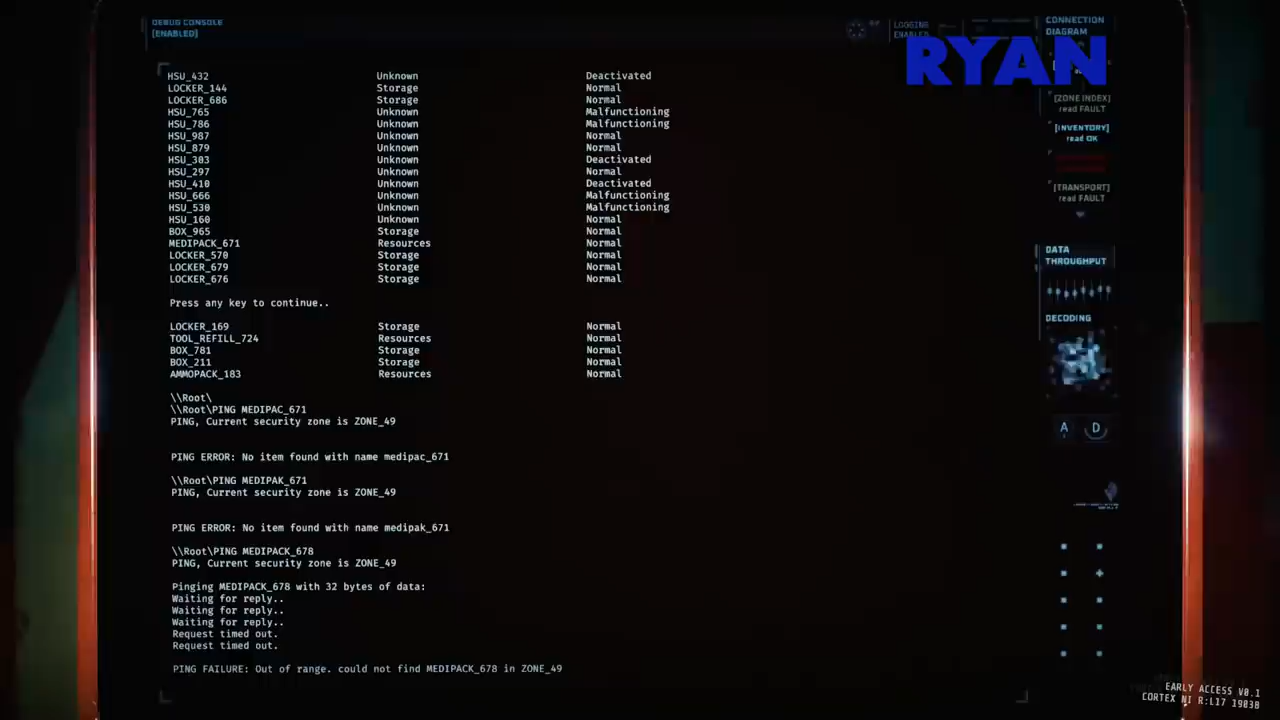 DEBUG CONSOLE
(ENABLED)
LOGGING
ENABLED
CONNECTION
DIAGRAM
RYAN
HSU_432 Unknown Deactivated
LOCKER_144 Storage Normal
LOCKER_686 Storage Normal
HSU_765 Unknown Malfunctioning
HSU_786 Unknown Malfunctioning
HSU_987 Unknown Normal
HSU_879 Unknown Normal
HSU_303 Unknown Deactivated
HSU_297 Unknown Normal
HSU_410 Unknown Deactivated
HSU_666 Unknown Malfunctioning
HSU_530 Unknown Malfunctioning
HSU_160 Unknown Normal
BOX_965 Storage Normal
MEDIPACK_671 Resources Normal
LOCKER_570 Storage Normal
LOCKER_679 Storage Normal
LOCKER_676 Storage Normal
Press any key to continue..
LOCKER_169 Storage Normal
TOOL_REFILL_724 Resources Normal
BOX_781 Storage Normal
BOX_211 Storage Normal
AMMOPACK_183 Resources Normal
\\Root\
\\Root\PING MEDIPAC_671
PING, Current security zone is ZONE_49
PING ERROR: No item found with name medipac_671
\\Root\PING MEDIPAK_671
PING, Current security zone is ZONE_49
PING ERROR: No item found with name medipak_671
\\Root\PING MEDIPACK_678
PING, Current security zone is ZONE_49
Pinging MEDIPACK_678 with 32 bytes of data:
Waiting for reply..
Waiting for reply..
Waiting for reply..
Request timed out.
Request timed out.
PING FAILURE: Out of range. could not find MEDIPACK_678 in ZONE_49
[ZONE INDEX]
read FAULT
[INVENTORY]
read OK
[TRANSPORT]
read FAULT
DATA
THROUGHPUT
DECODING
A D
EARLY ACCESS V0.1
CORTEX NI R:L17 19038